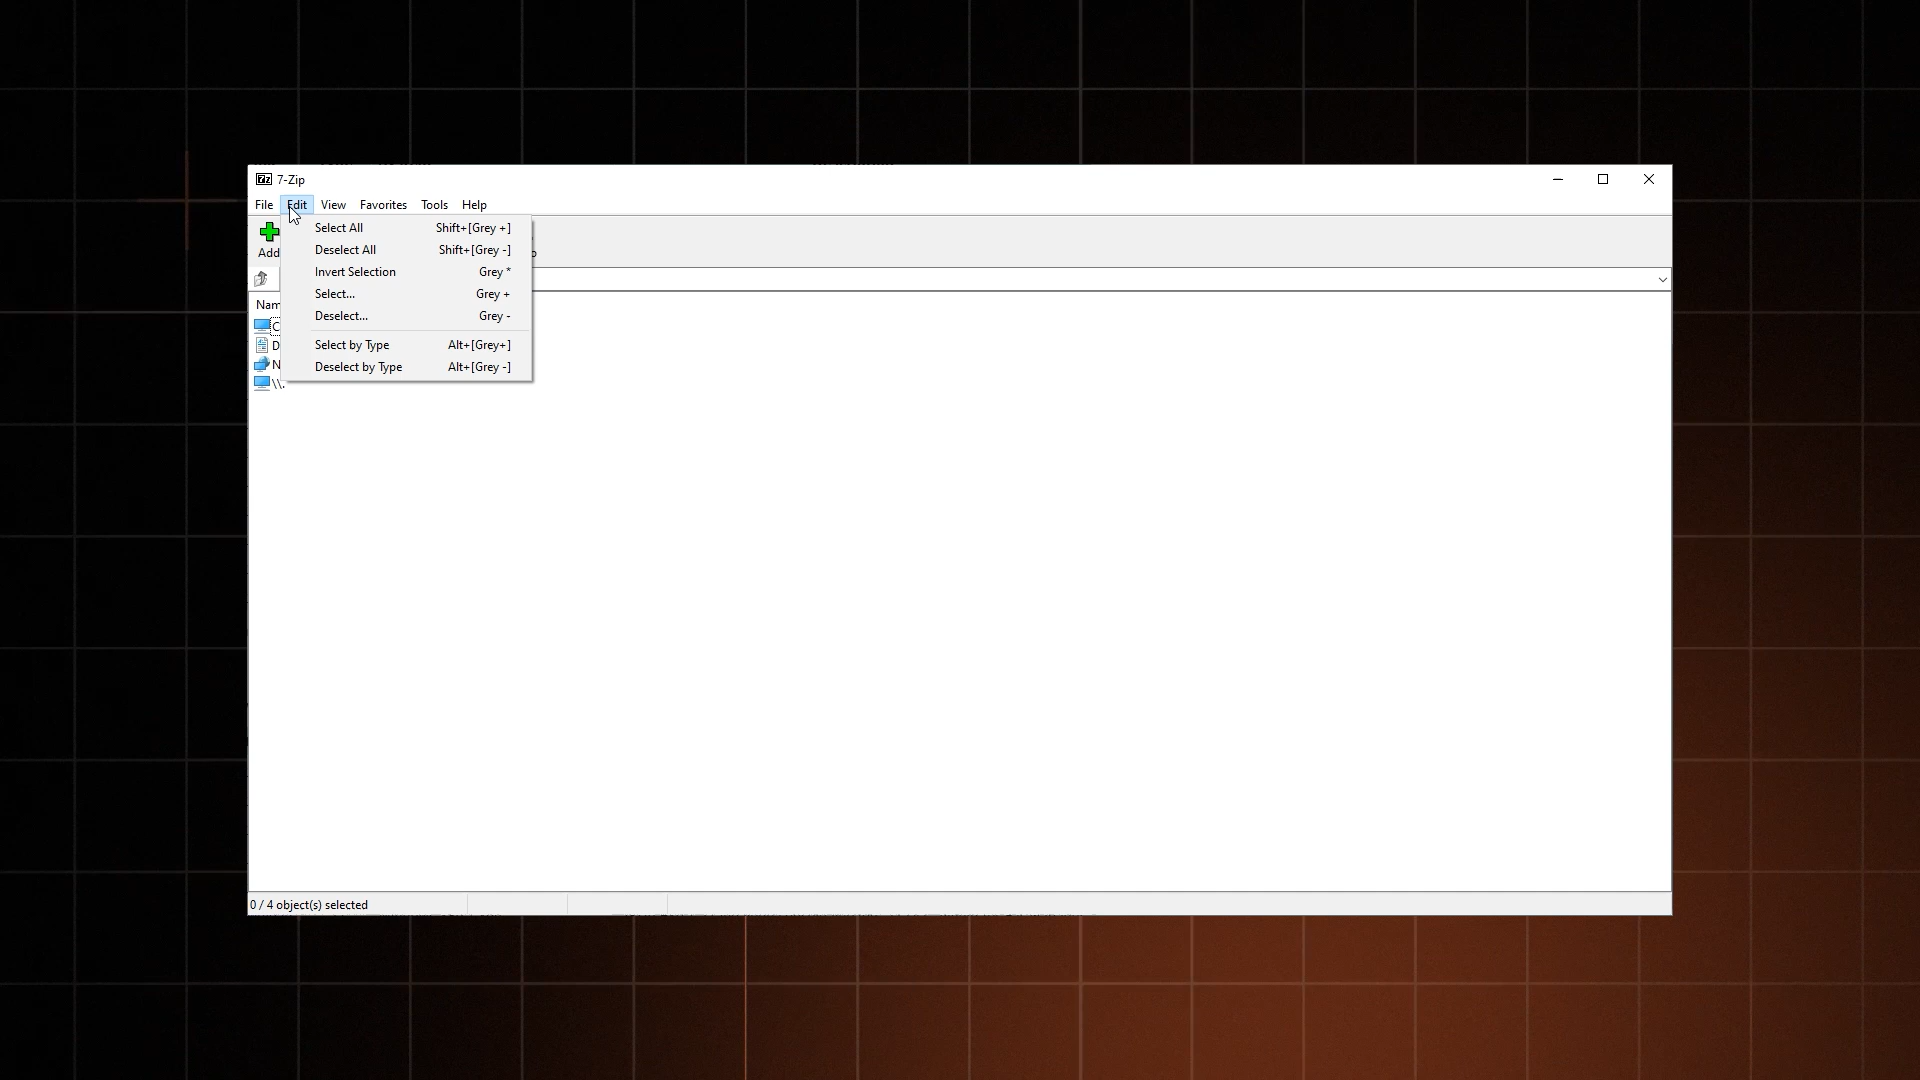 7-Zip
File Edit View Favorites Tools Help
Select All Shift+[Grey +]
Deselect All Shift+[Grey -]
Invert Selection Grey *
Select... Grey +
Deselect... Grey -
Select by Type Alt+[Grey+]
Deselect by Type Alt+[Grey -]
Add
\\.
0 / 4 object(s) selected